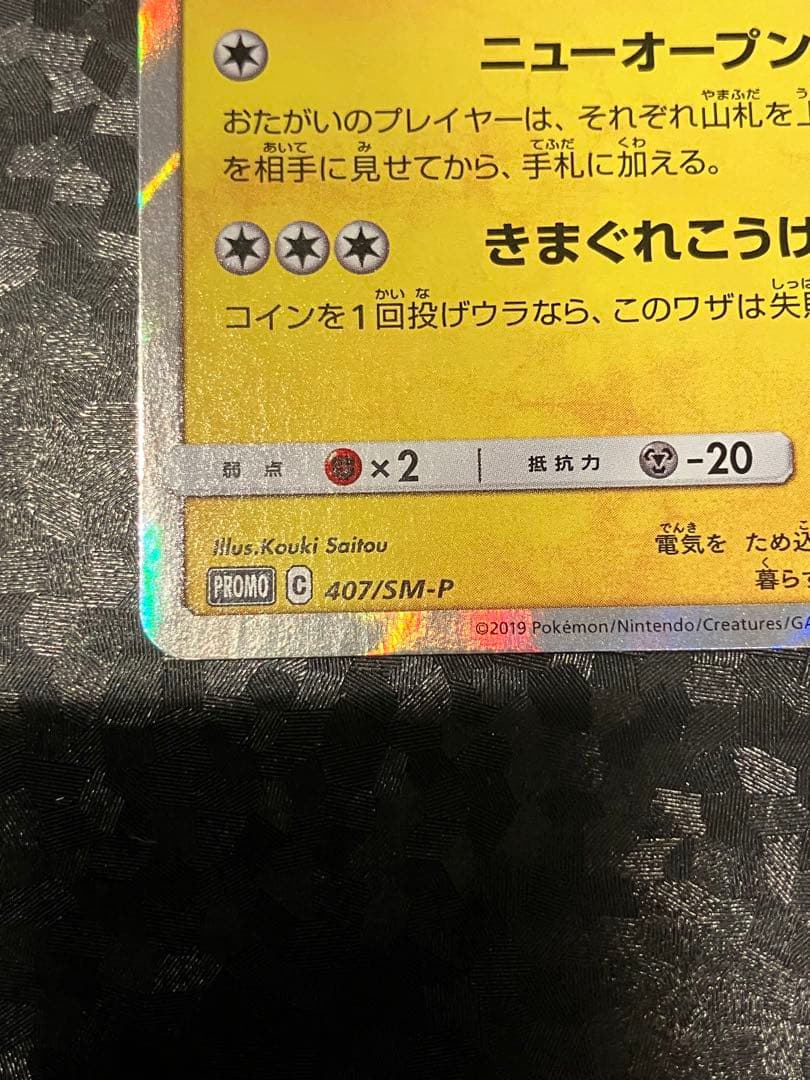 ニューオープン
おたがいのプレイヤーは、それぞれ山札を上
を相手に見せてから、手札に加える。
きまぐれこうげ
コインを1回投げウラなら、このワザは失敗
弱点 ×2 抵抗力 -20
Illus.Kouki Saitou
電気を ため込
PROMO C 407/SM-P
暮らす
©2019 Pokémon/Nintendo/Creatures/GA